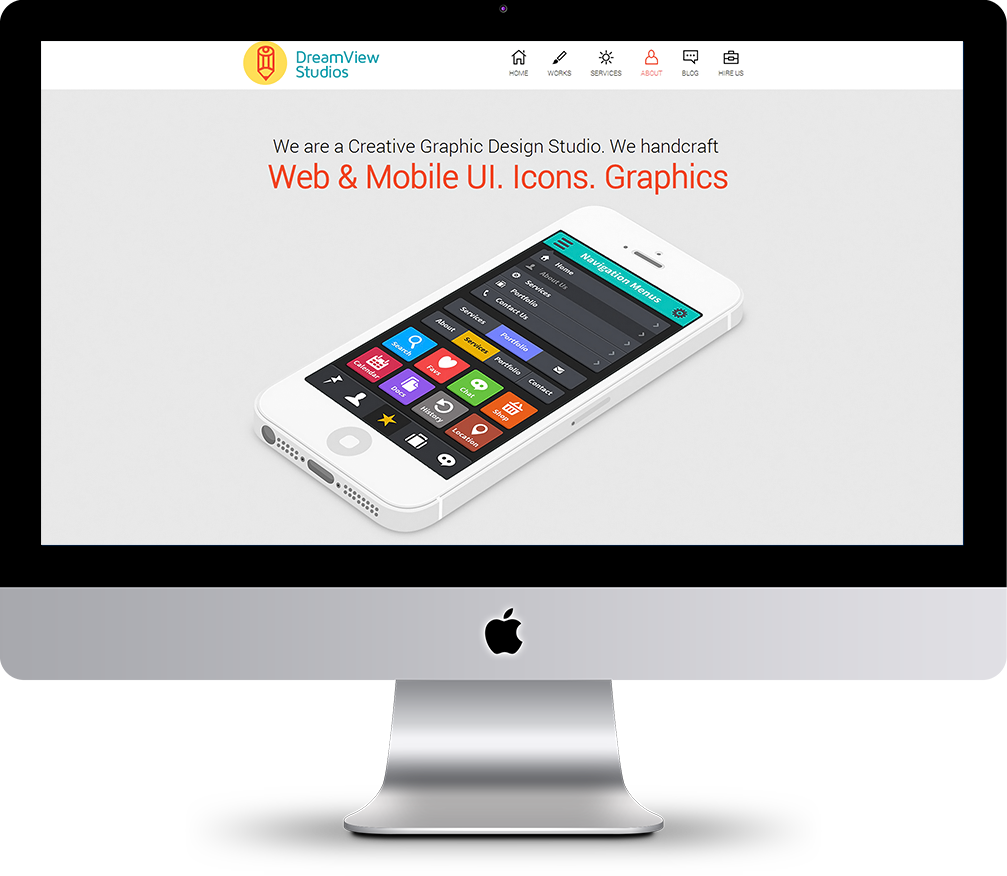 DreamView
Studios
HOME WORKS SERVICES ABOUT BLOG HIRE US
We are a Creative Graphic Design Studio. We handcraft
Web & Mobile UI. Icons. Graphics
Navigation Menus
Home
About Us
Services
Portfolio
Contact Us
Services Portfolio
About Services Portfolio Contact
Search Favs Chat Shop
Calendar Docs History Location